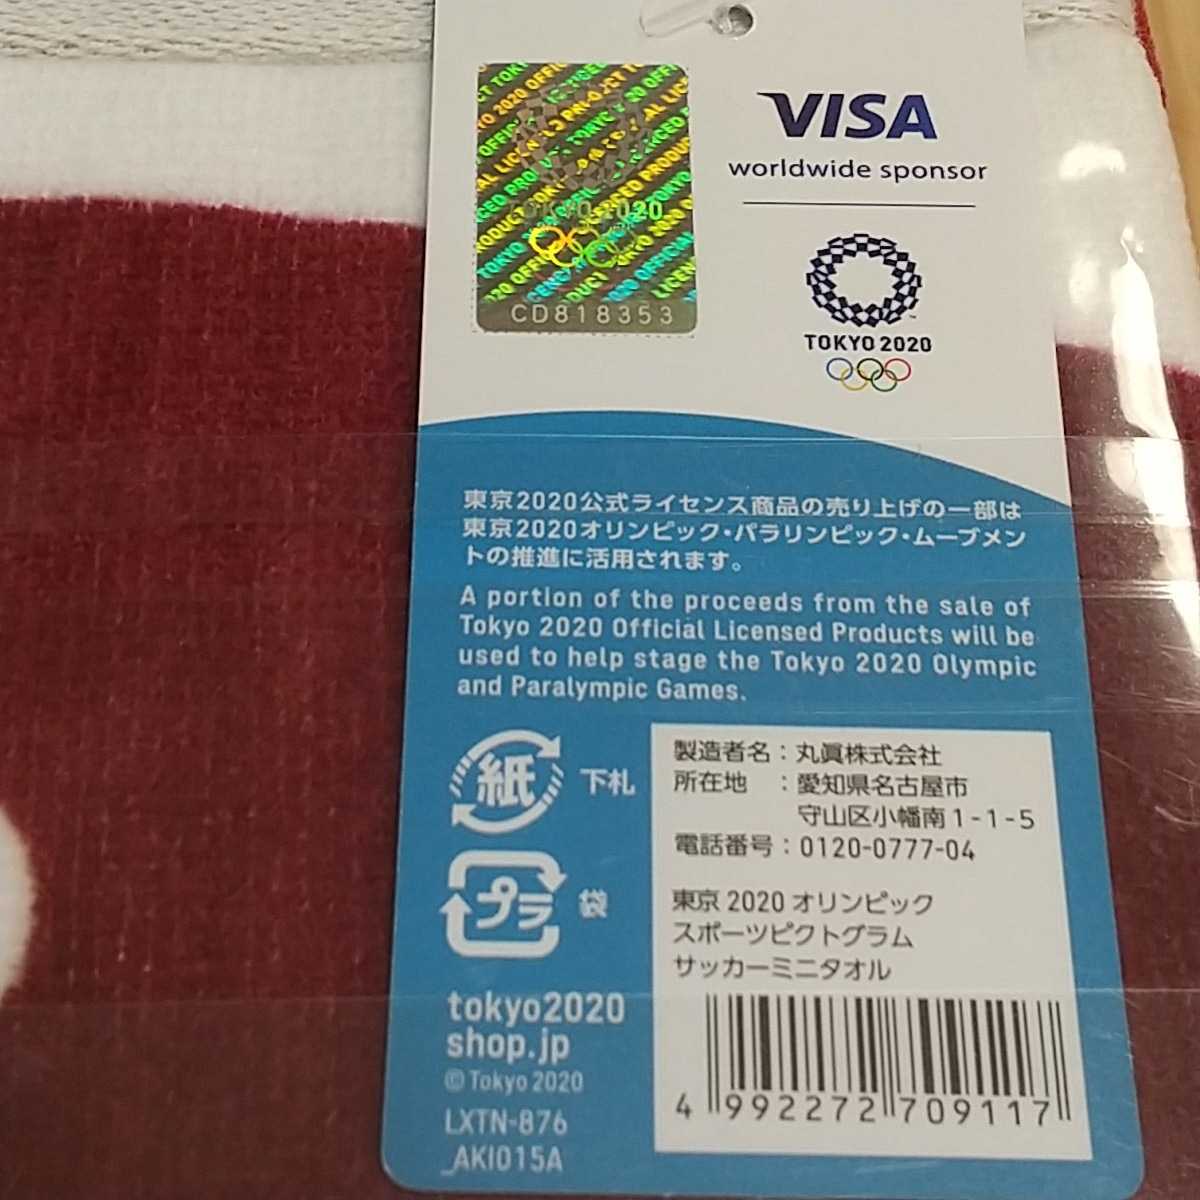 TOKYO 2020
CD818353
VISA
worldwide sponsor
TOKYO 2020
東京2020公式ライセンス商品の売り上げの一部は
東京2020オリンピック・パラリンピック・ムーブメン
トの推進に活用されます。
A portion of the proceeds from the sale of
Tokyo 2020 Official Licensed Products will be
used to help stage the Tokyo 2020 Olympic
and Paralympic Games.
紙 下札
プラ 袋
tokyo2020
shop.jp
©Tokyo 2020
LXTN-876
_AKI015A
製造者名：丸眞株式会社
所在地　：愛知県名古屋市
守山区小幡南1-1-5
電話番号：0120-0777-04
東京 2020 オリンピック
スポーツピクトグラム
サッカーミニタオル
4 992272 709117